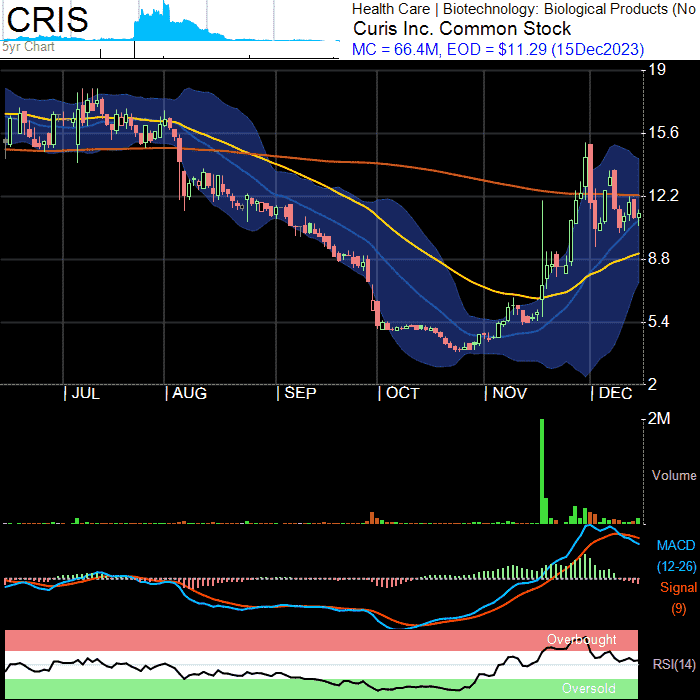 CRIS
5yr Chart
Health Care | Biotechnology: Biological Products (No
Curis Inc. Common Stock
MC = 66.4M, EOD = $11.29 (15Dec2023)
19
15.6
12.2
8.8
5.4
2
| JUL | AUG | SEP | OCT | NOV | DEC
2M
Volume
MACD
(12-26)
Signal
(9)
Overbought
RSI(14)
Oversold